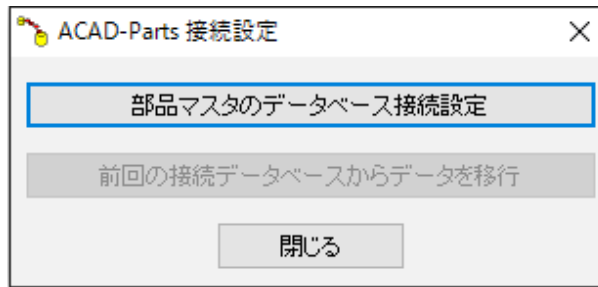 ACAD-Parts 接続設定
部品マスタのデータベース接続設定
前回の接続データベースからデータを移行
閉じる